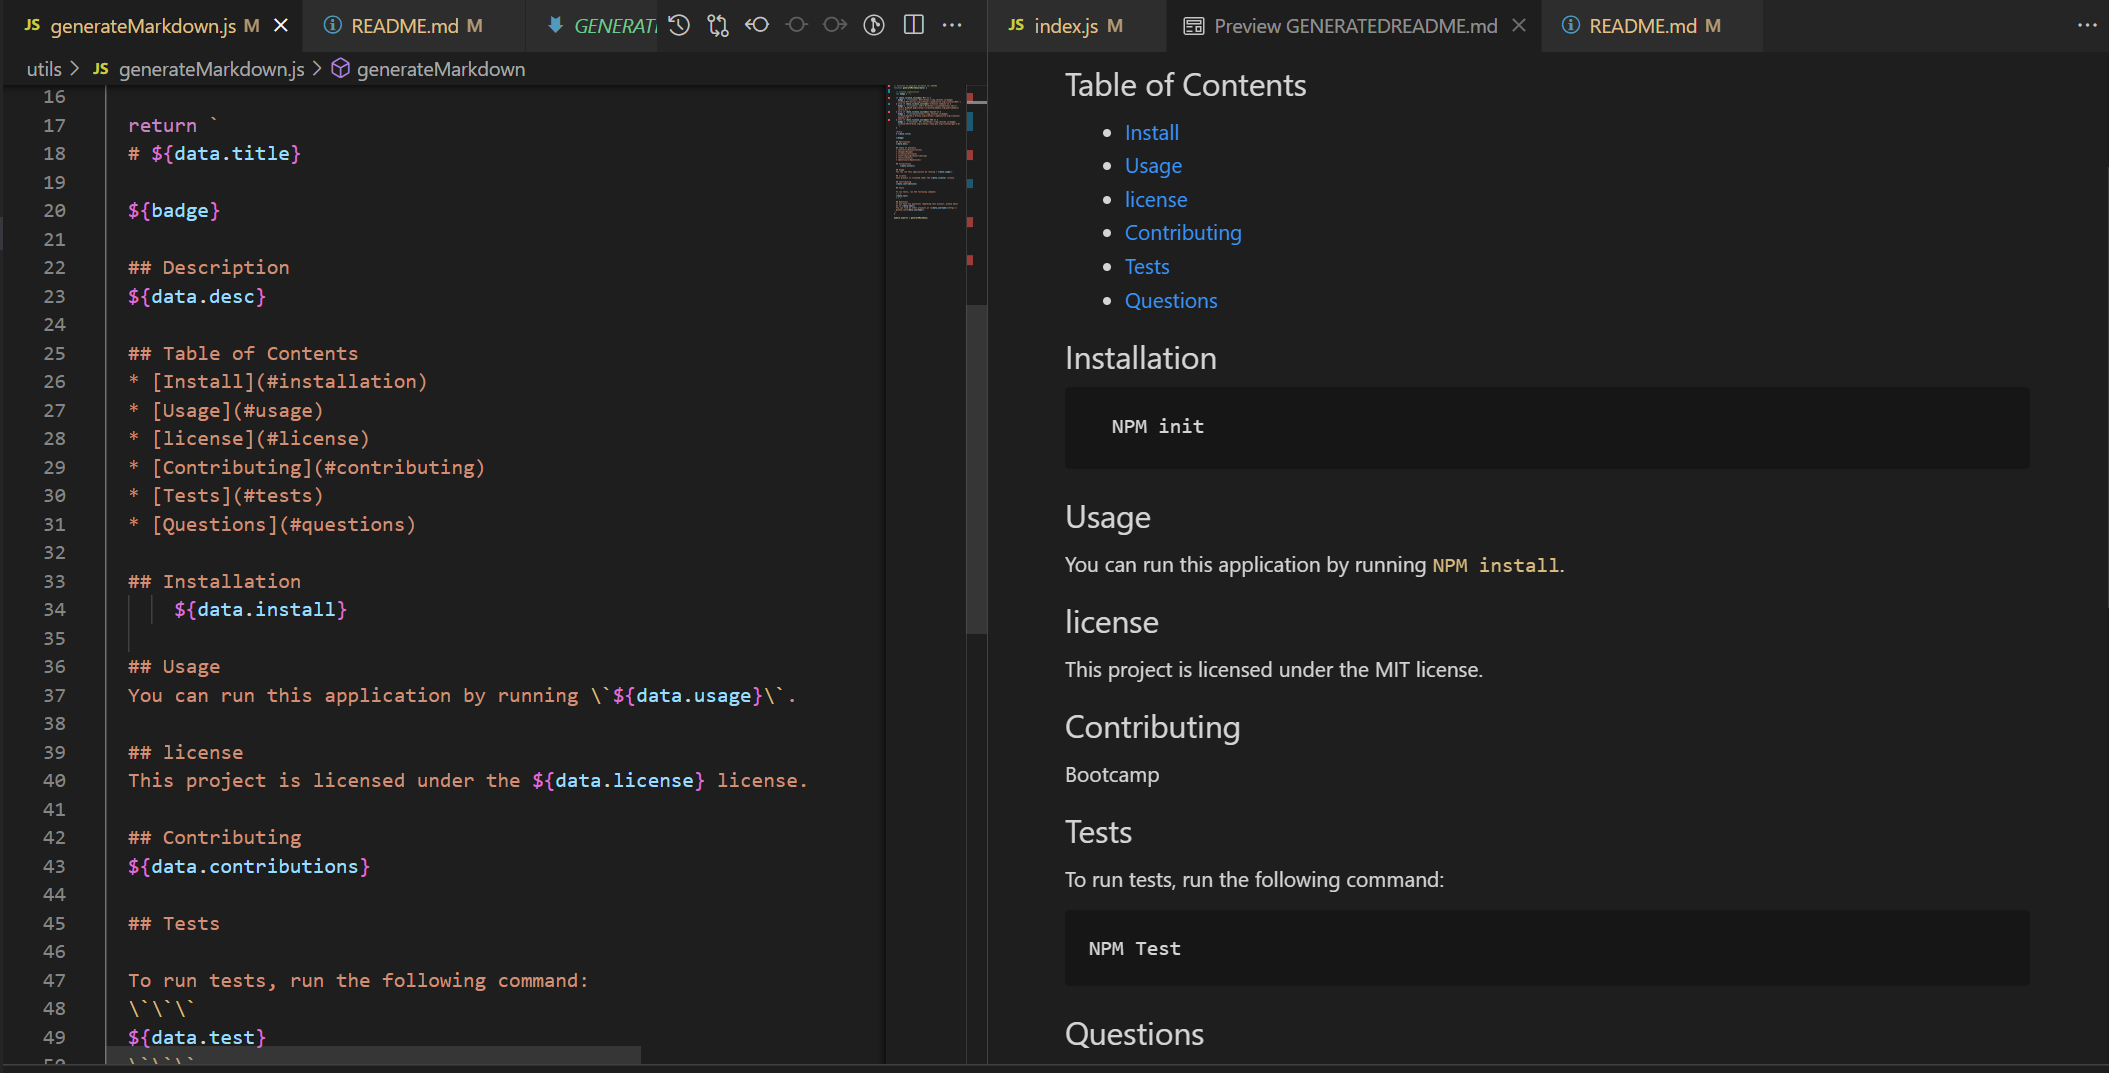 JS generateMarkdown.js M
README.md M
GENERATI
utils > JS generateMarkdown.js > generateMarkdown
16
17 return `
18 # ${data.title}
19
20 ${badge}
21
22 ## Description
23 ${data.desc}
24
25 ## Table of Contents
26 * [Install](#installation)
27 * [Usage](#usage)
28 * [license](#license)
29 * [Contributing](#contributing)
30 * [Tests](#tests)
31 * [Questions](#questions)
32
33 ## Installation
34 ${data.install}
35
36 ## Usage
37 You can run this application by running \`${data.usage}\`.
38
39 ## license
40 This project is licensed under the ${data.license} license.
41
42 ## Contributing
43 ${data.contributions}
44
45 ## Tests
46
47 To run tests, run the following command:
48 \`\`\`
49 ${data.test}
50 \`\`\`
JS index.js M
Preview GENERATEDREADME.md
README.md M
Table of Contents
• Install
• Usage
• license
• Contributing
• Tests
• Questions
Installation
NPM init
Usage
You can run this application by running NPM install.
license
This project is licensed under the MIT license.
Contributing
Bootcamp
Tests
To run tests, run the following command:
NPM Test
Questions